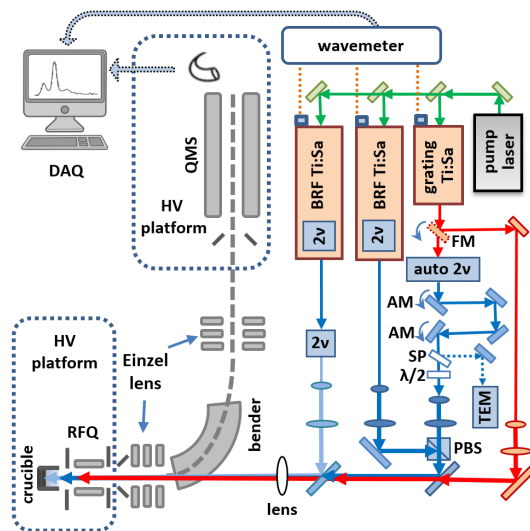 wavemeter
DAQ
QMS
HV
platform
BRF Ti:Sa
2ν
BRF Ti:Sa
2ν
grating
Ti:Sa
pump
laser
FM
auto 2ν
AM
AM
SP
λ/2
TEM
PBS
2ν
Einzel
lens
HV
platform
RFQ
crucible
bender
lens